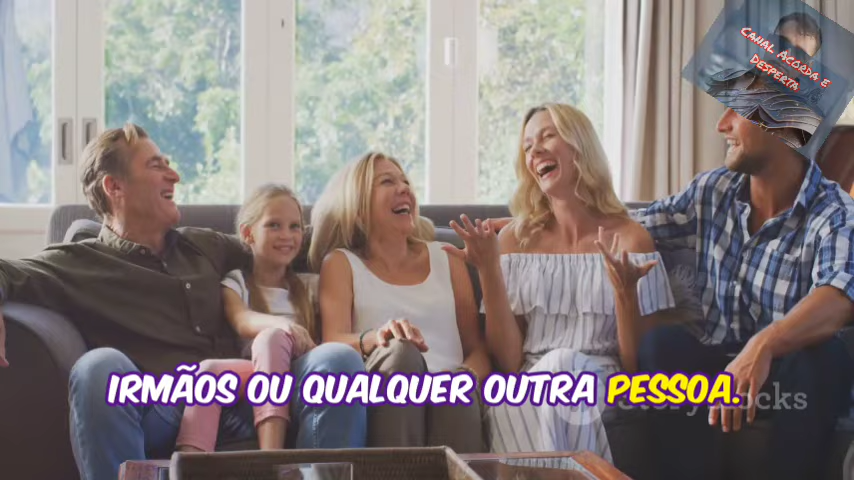 CANAL ACORDA E
DESPERTA
IRMÃOS OU QUALQUER OUTRA PESSOA.